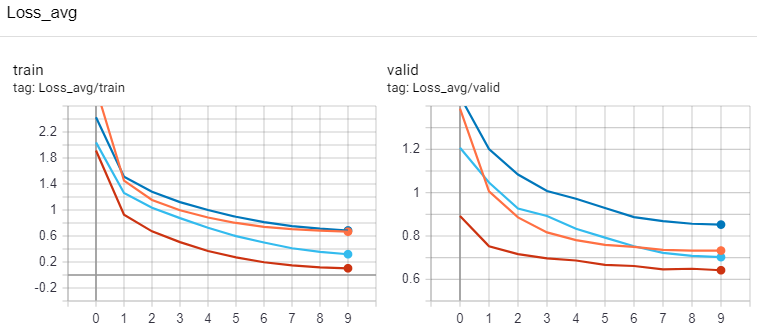 Loss_avg
train
tag: Loss_avg/train
2.2
1.8
1.4
1
0.6
0.2
-0.2
0 1 2 3 4 5 6 7 8 9
valid
tag: Loss_avg/valid
1.2
1
0.8
0.6
0 1 2 3 4 5 6 7 8 9